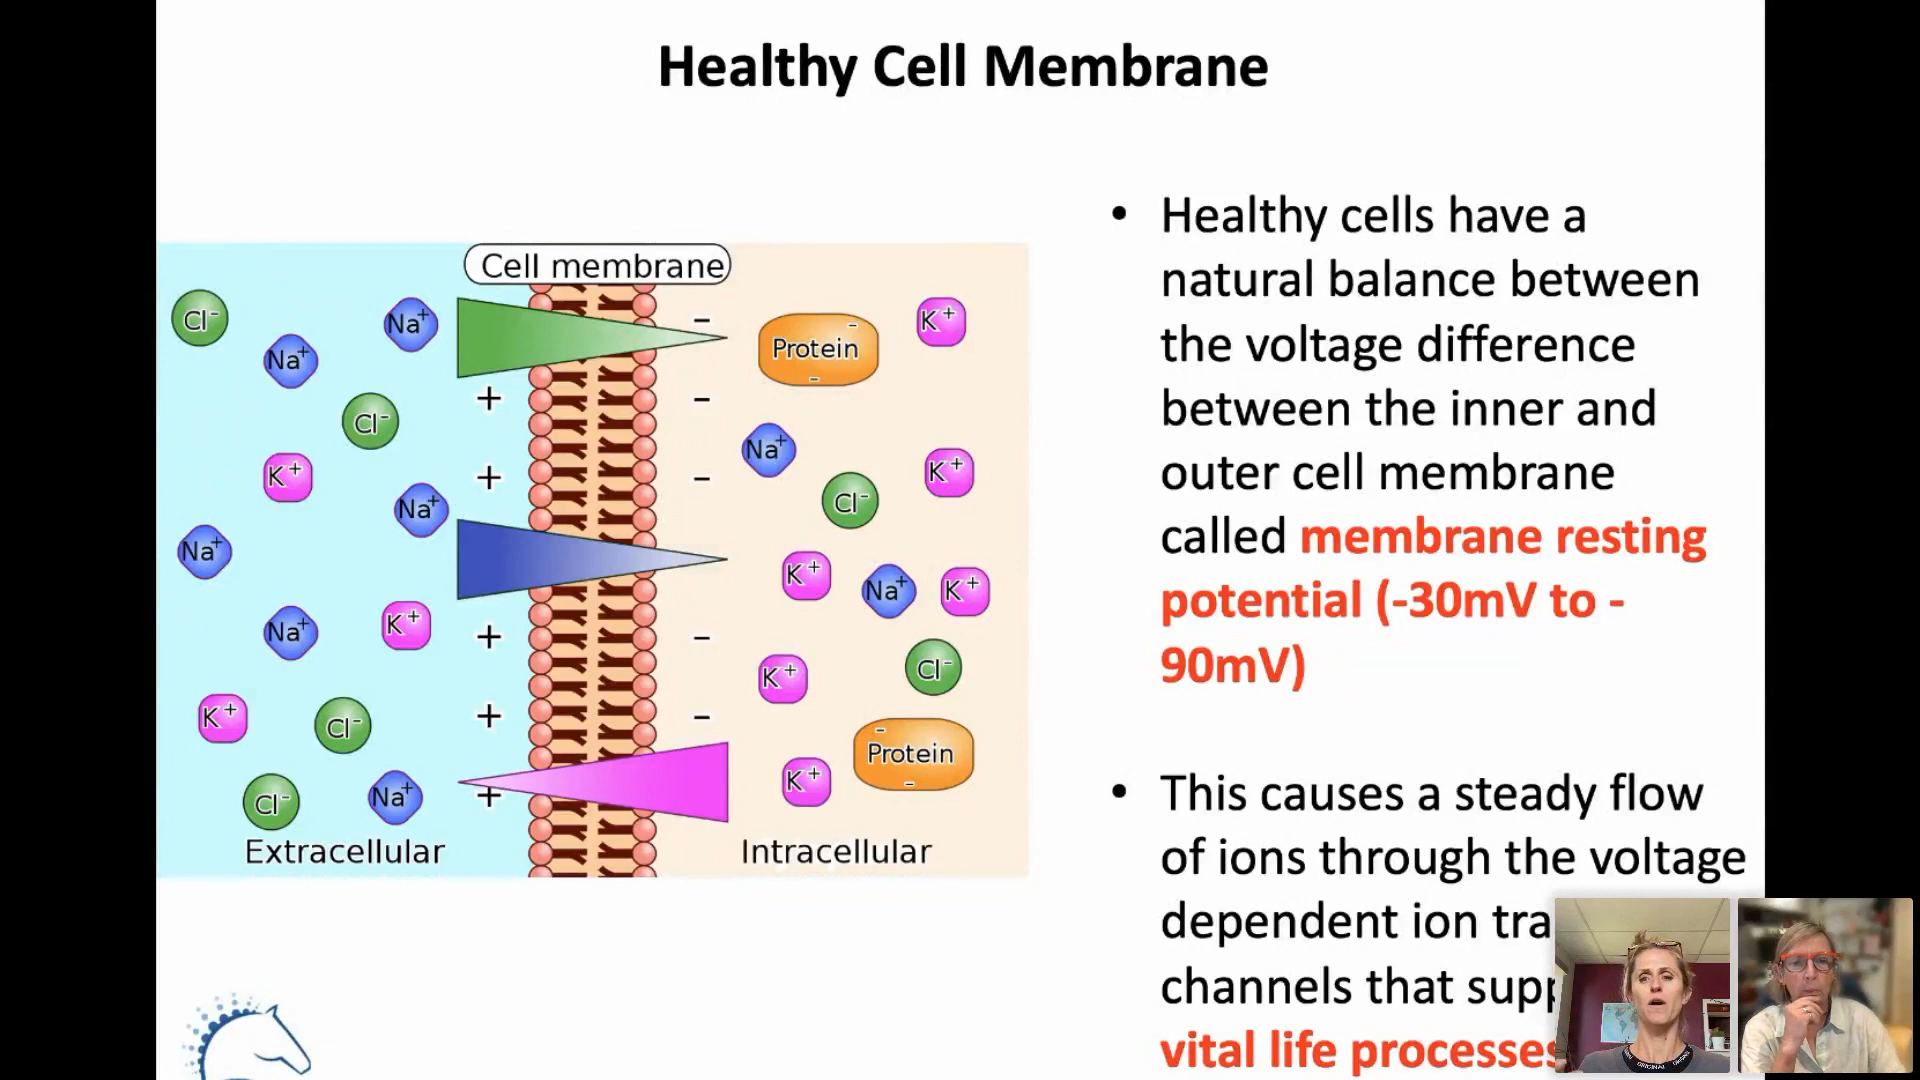 Healthy Cell Membrane
• Healthy cells have a
natural balance between
the voltage difference
between the inner and
outer cell membrane
called membrane resting
potential (-30mV to -
90mV)
• This causes a steady flow
of ions through the voltage
dependent ion tra
channels that supp
vital life processes
Cell membrane
Cl⁻
Na⁺
Na⁺
Cl⁻
K⁺
Na⁺
Na⁺
Na⁺
K⁺
K⁺
Cl⁻
Cl⁻
Na⁺
+
+
+
+
+
−
−
−
−
−
Protein
−
−
K⁺
Na⁺
K⁺
Cl⁻
K⁺
Na⁺
K⁺
K⁺
Cl⁻
Protein
−
−
K⁺
Extracellular
Intracellular
ORIGINAL